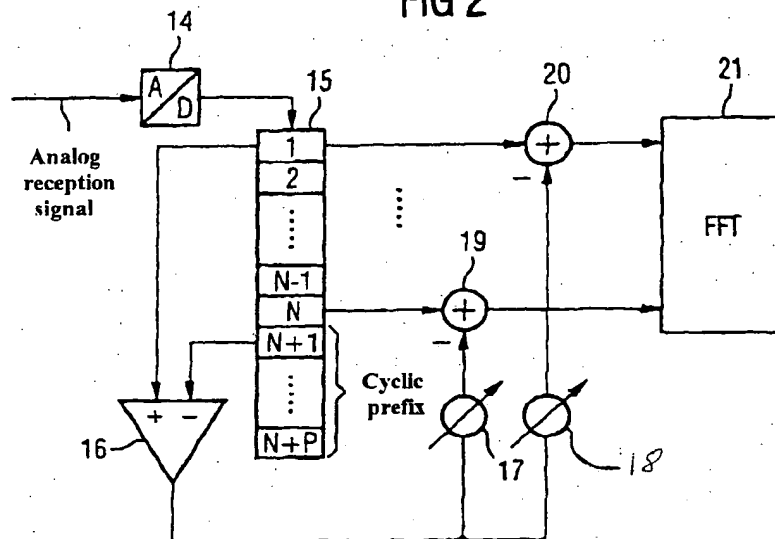 FIG 2
14
A
D
Analog
reception
signal
15
1
2
N-1
N
N+1
N+P
Cyclic
prefix
+ -
16
20
+
-
19
+
-
17
18
21
FFT